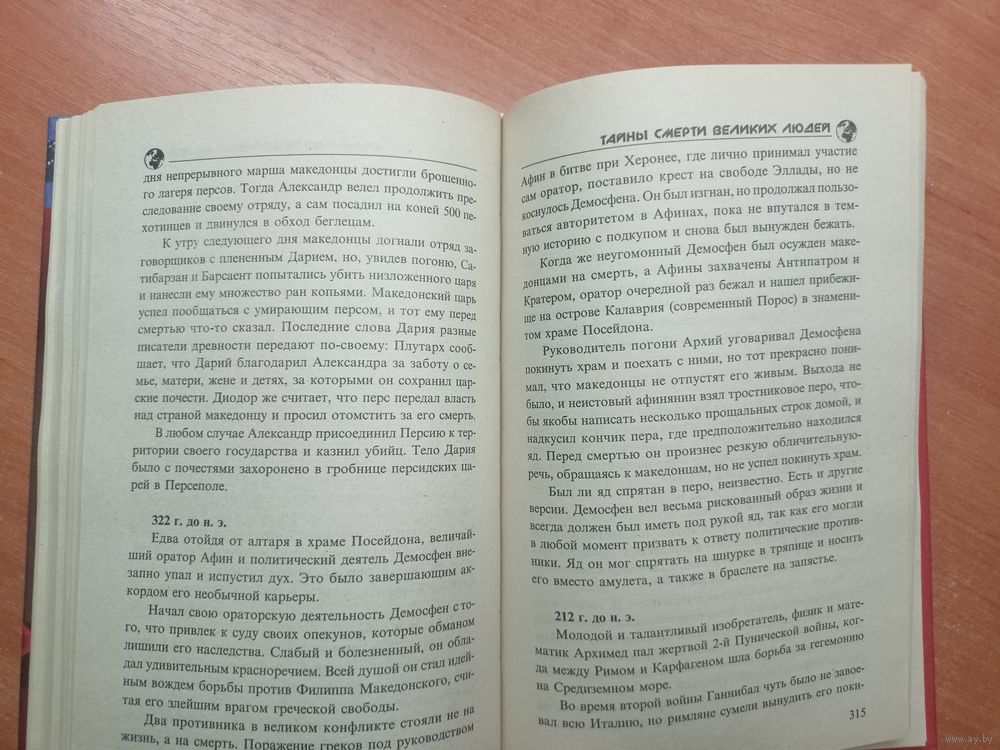 дня непрерывного марша македонцы достигли брошенно-
го лагеря персов. Тогда Александр велел продолжить пре-
следование своему отряду, а сам посадил на коней 500 пе-
хотинцев и двинулся в обход беглецам.
К утру следующего дня македонцы догнали отряд за-
говорщиков с плененным Дарием, но, увидев погоню, Са-
тибарзан и Барсаент попытались убить низложенного царя
и нанесли ему множество ран копьями. Македонский царь
успел пообщаться с умирающим персом, и тот ему перед
смертью что-то сказал. Последние слова Дария разные
писатели древности передают по-своему: Плутарх сооб-
щает, что Дарий благодарил Александра за заботу о се-
мье, матери, жене и детях, за которыми он сохранил цар-
ские почести. Диодор же считает, что перс передал власть
над страной македонцу и просил отомстить за его смерть.
В любом случае Александр присоединил Персию к тер-
ритории своего государства и казнил убийц. Тело Дария
было с почестями захоронено в гробнице персидских ца-
рей в Персеполе.
322 г. до н. э.
Едва отойдя от алтаря в храме Посейдона, величай-
ший оратор Афин и политический деятель Демосфен вне-
запно упал и испустил дух. Это было завершающим ак-
кордом его необычной карьеры.
Начал свою ораторскую деятельность Демосфен с то-
го, что привлек к суду своих опекунов, которые обманом
лишили его наследства. Слабый и болезненный, он обла-
дал удивительным красноречием. Всей душой он стал идей-
ным вождем борьбы против Филиппа Македонского, счи-
тая его злейшим врагом греческой свободы.
Два противника в великом конфликте стояли не на
жизнь, а на смерть. Поражение греков под руководством
ТАЙНЫ СМЕРТИ ВЕЛИКИХ ЛЮДЕЙ
Афин в битве при Херонее, где лично принимал участие
сам оратор, поставило крест на свободе Эллады, но не
коснулось Демосфена. Он был изгнан, но продолжал пользо-
ваться авторитетом в Афинах, пока не впутался в тем-
ную историю с подкупом и снова был вынужден бежать.
Когда же неугомонный Демосфен был осужден маке-
донцами на смерть, а Афины захвачены Антипатром и
Кратером, оратор очередной раз бежал и нашел прибежи-
ще на острове Калаврия (современный Порос) в знамени-
том храме Посейдона.
Руководитель погони Архий уговаривал Демосфена
покинуть храм и поехать с ними, но тот прекрасно пони-
мал, что македонцы не отпустят его живым. Выхода не
было, и неистовый афинянин взял тростниковое перо, что-
бы якобы написать несколько прощальных строк домой, и
надкусил кончик пера, где предположительно находился
яд. Перед смертью он произнес резкую обличительную-
речь, обращаясь к македонцам, но не успел покинуть храм.
Был ли яд спрятан в перо, неизвестно. Есть и другие
версии. Демосфен вел весьма рискованный образ жизни и
всегда должен был иметь под рукой яд, так как его могли
в любой момент призвать к ответу политические против-
ники. Яд он мог спрятать на шнурке в тряпице и носить
его вместо амулета, а также в браслете на запястье.
212 г. до н. э.
Молодой и талантливый изобретатель, физик и мате-
матик Архимед пал жертвой 2-й Пунической войны, ког-
да между Римом и Карфагеном шла борьба за гегемонию
на Средиземном море.
Во время второй войны Ганнибал чуть было не завое-
вал всю Италию, но римляне сумели вынудить его поки-
315
www.ay.by